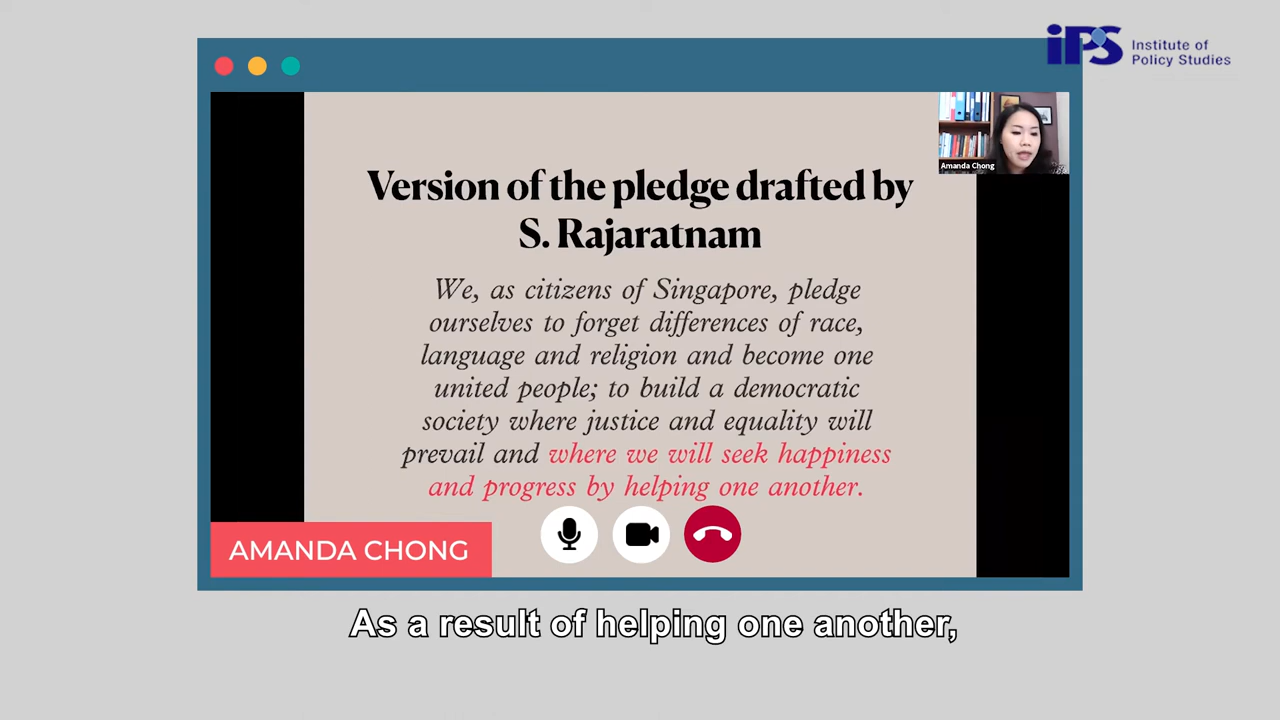 iPS Institute of
Policy Studies
Amanda Chong
Version of the pledge drafted by
S. Rajaratnam
We, as citizens of Singapore, pledge
ourselves to forget differences of race,
language and religion and become one
united people; to build a democratic
society where justice and equality will
prevail and where we will seek happiness
and progress by helping one another.
AMANDA CHONG
As a result of helping one another,